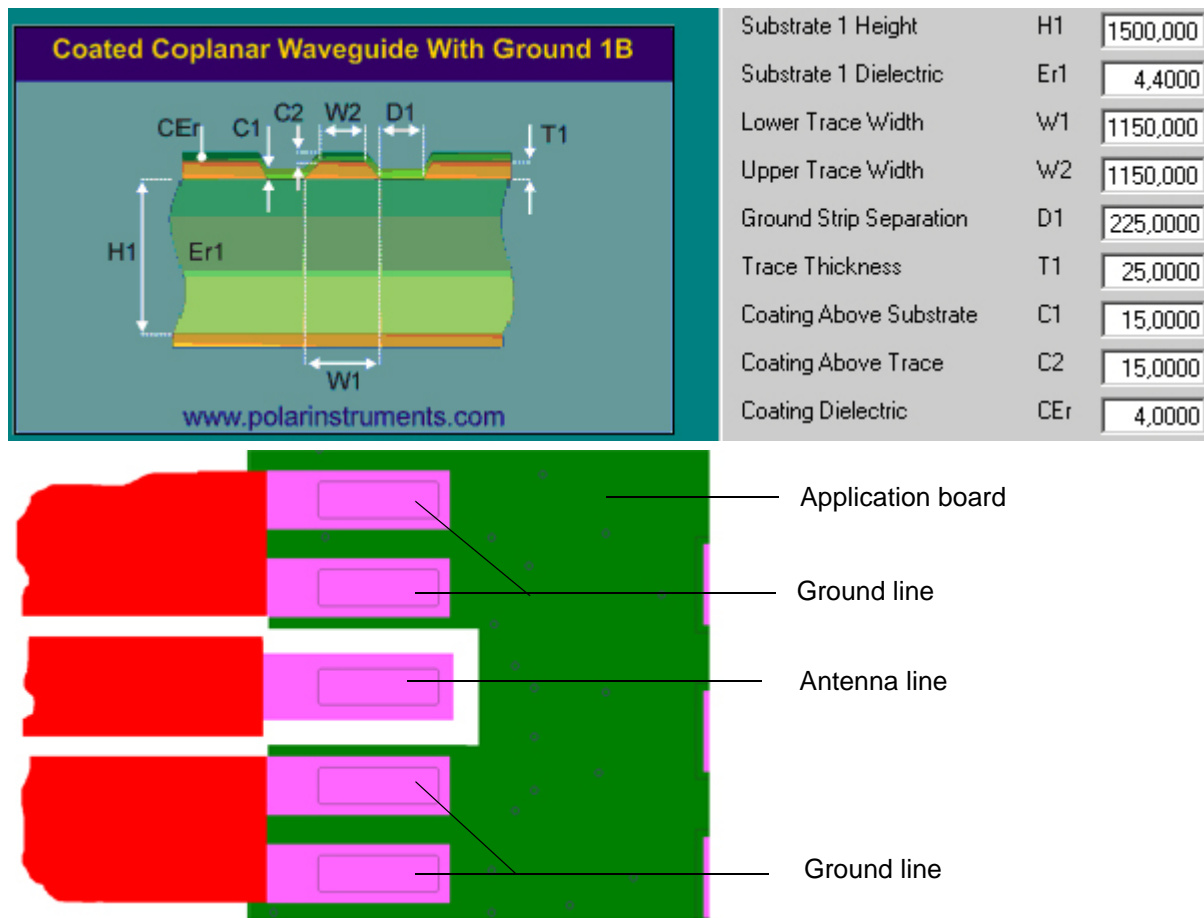 Coated Coplanar Waveguide With Ground 1B
CEr
C1
C2
W2
D1
T1
H1
Er1
W1
www.polarinstruments.com
Substrate 1 Height H1 1500,000
Substrate 1 Dielectric Er1 4,4000
Lower Trace Width W1 1150,000
Upper Trace Width W2 1150,000
Ground Strip Separation D1 225,0000
Trace Thickness T1 25,0000
Coating Above Substrate C1 15,0000
Coating Above Trace C2 15,0000
Coating Dielectric CEr 4,0000
Application board
Ground line
Antenna line
Ground line